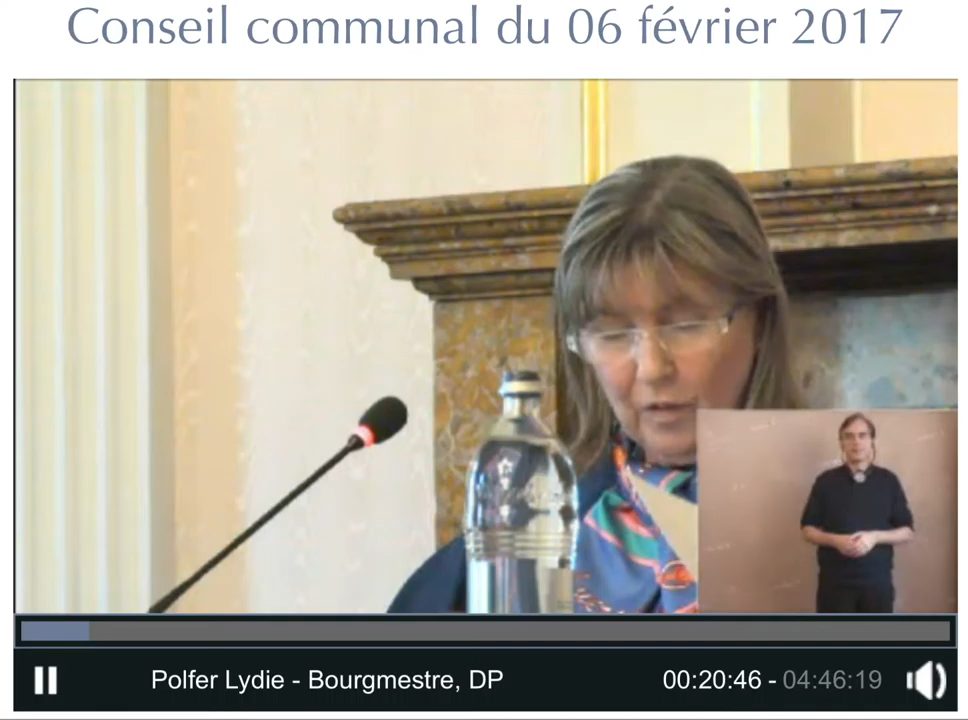 Conseil communal du 06 février 2017
Polfer Lydie - Bourgmestre, DP 00:20:46 - 04:46:19